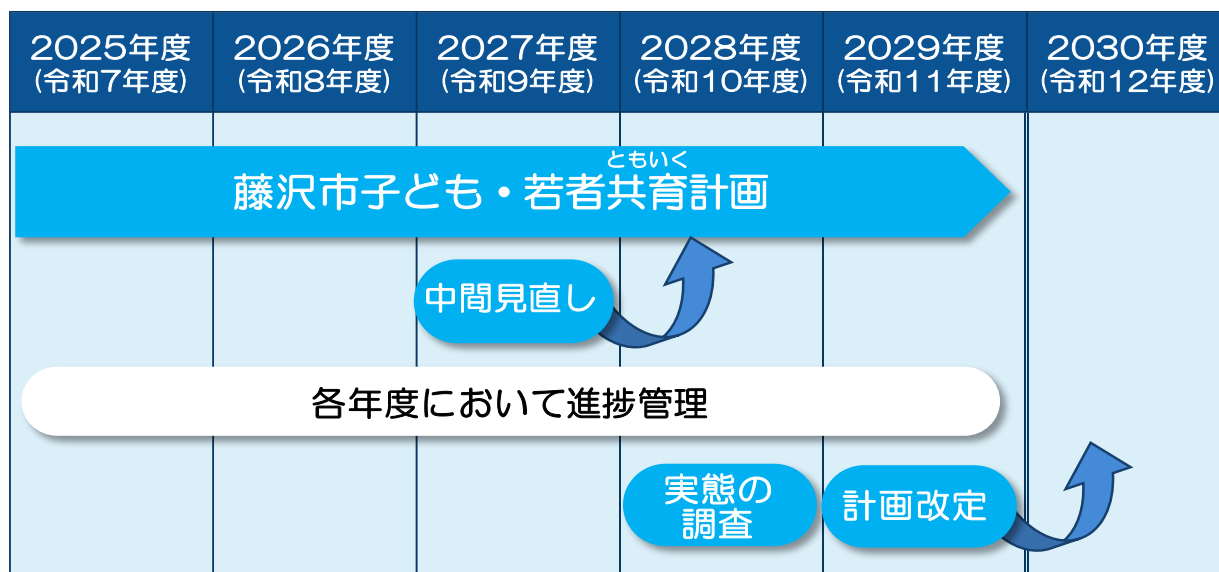 2025年度 2026年度 2027年度 2028年度 2029年度 2030年度
(令和7年度) (令和8年度) (令和9年度) (令和10年度) (令和11年度) (令和12年度)
ともいく
藤沢市子ども・若者共育計画
中間見直し
各年度において進捗管理
実態の
調査
計画改定